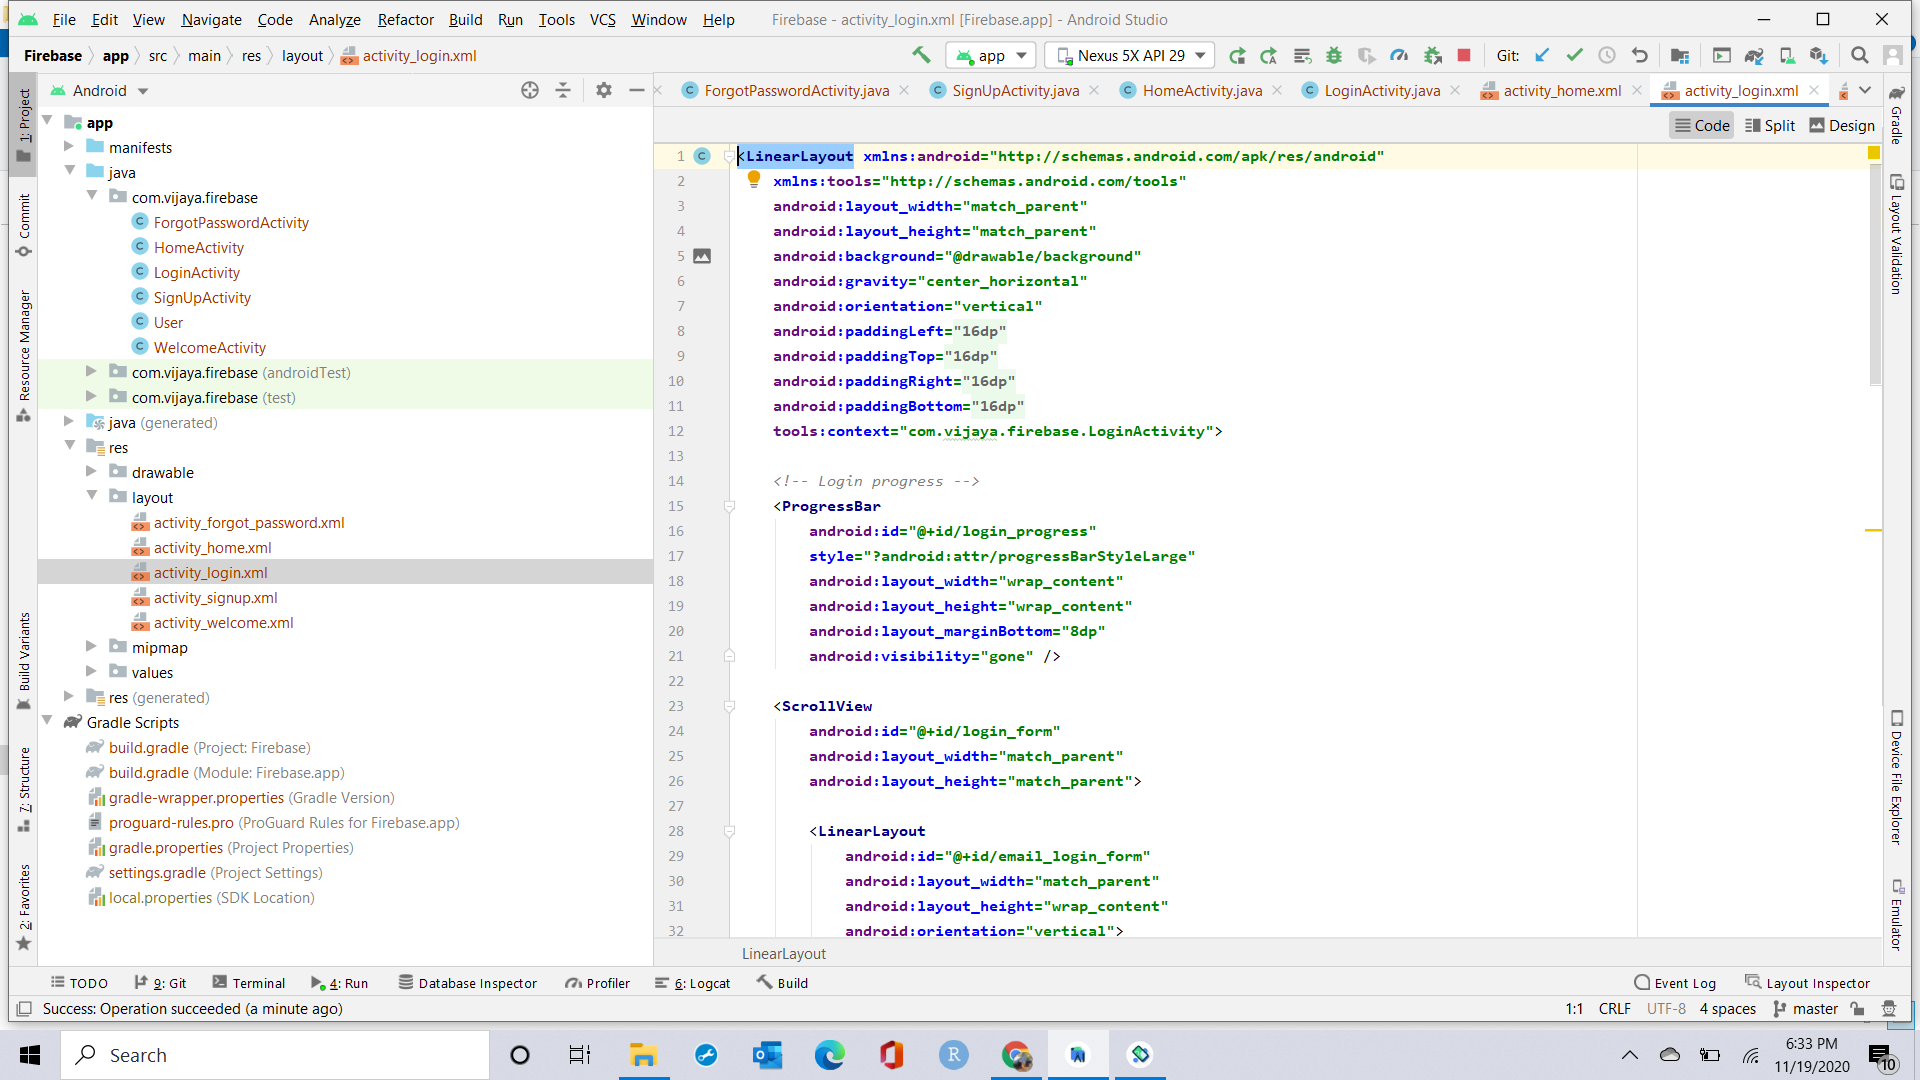 File Edit View Navigate Code Analyze Refactor Build Run Tools VCS Window Help Firebase - activity_login.xml [Firebase.app] - Android Studio
Firebase app src main res layout activity_login.xml app Nexus 5X API 29 Git:
Android ForgotPasswordActivity.java SignUpActivity.java HomeActivity.java LoginActivity.java activity_home.xml activity_login.xml
Code Split Design
1: Project
Commit
Resource Manager
Build Variants
7: Structure
2: Favorites
app
manifests
java
com.vijaya.firebase
ForgotPasswordActivity
HomeActivity
LoginActivity
SignUpActivity
User
WelcomeActivity
com.vijaya.firebase (androidTest)
com.vijaya.firebase (test)
java (generated)
res
drawable
layout
activity_forgot_password.xml
activity_home.xml
activity_login.xml
activity_signup.xml
activity_welcome.xml
mipmap
values
res (generated)
Gradle Scripts
build.gradle (Project: Firebase)
build.gradle (Module: Firebase.app)
gradle-wrapper.properties (Gradle Version)
proguard-rules.pro (ProGuard Rules for Firebase.app)
gradle.properties (Project Properties)
settings.gradle (Project Settings)
local.properties (SDK Location)
1 <LinearLayout xmlns:android="http://schemas.android.com/apk/res/android"
2 xmlns:tools="http://schemas.android.com/tools"
3 android:layout_width="match_parent"
4 android:layout_height="match_parent"
5 android:background="@drawable/background"
6 android:gravity="center_horizontal"
7 android:orientation="vertical"
8 android:paddingLeft="16dp"
9 android:paddingTop="16dp"
10 android:paddingRight="16dp"
11 android:paddingBottom="16dp"
12 tools:context="com.vijaya.firebase.LoginActivity">
13
14 <!-- Login progress -->
15 <ProgressBar
16 android:id="@+id/login_progress"
17 style="?android:attr/progressBarStyleLarge"
18 android:layout_width="wrap_content"
19 android:layout_height="wrap_content"
20 android:layout_marginBottom="8dp"
21 android:visibility="gone" />
22
23 <ScrollView
24 android:id="@+id/login_form"
25 android:layout_width="match_parent"
26 android:layout_height="match_parent">
27
28 <LinearLayout
29 android:id="@+id/email_login_form"
30 android:layout_width="match_parent"
31 android:layout_height="wrap_content"
32 android:orientation="vertical">
LinearLayout
Gradle
Layout Validation
Device File Explorer
Emulator
TODO 9: Git Terminal 4: Run Database Inspector Profiler 6: Logcat Build Event Log Layout Inspector
Success: Operation succeeded (a minute ago) 1:1 CRLF UTF-8 4 spaces master
Search
R
6:33 PM
11/19/2020
10